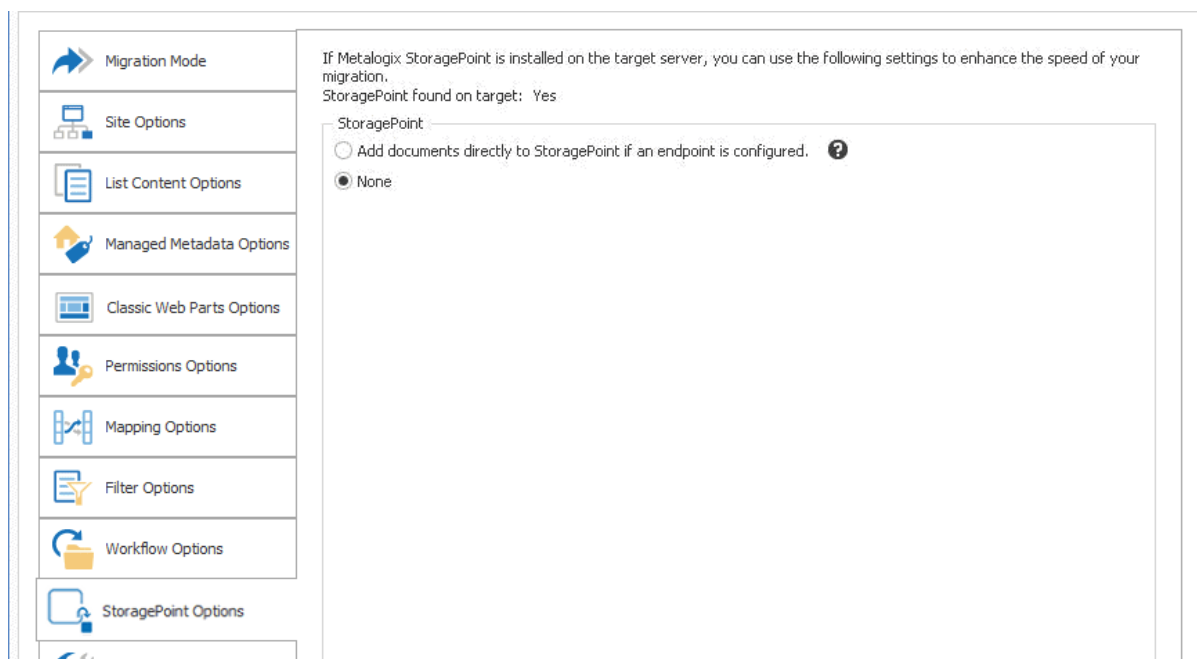 Migration Mode
Site Options
List Content Options
Managed Metadata Options
Classic Web Parts Options
Permissions Options
Mapping Options
Filter Options
Workflow Options
StoragePoint Options
If Metalogix StoragePoint is installed on the target server, you can use the following settings to enhance the speed of your
migration.
StoragePoint found on target: Yes
StoragePoint
Add documents directly to StoragePoint if an endpoint is configured. ?
None